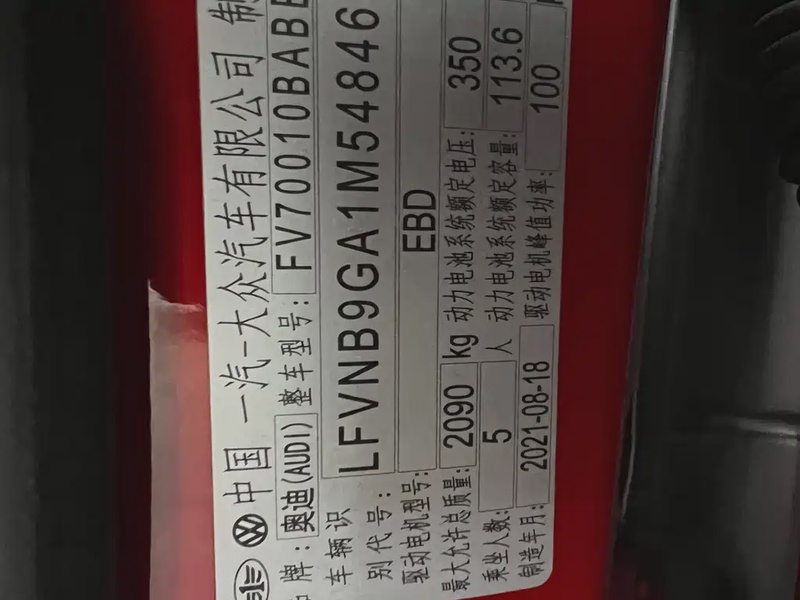 中国 一汽-大众汽车有限公司 制
品牌: 奥迪(AUDI) 整车型号: FV70010BABE
车辆识别代号: LFVNB9GA1M54846
驱动电机型号: EBD
最大允许总质量: 2090 kg 动力电池系统额定电压: 350
乘坐人数: 5 人 动力电池系统额定容量: 113.6
制造年月: 2021-08-18 驱动电机峰值功率: 100